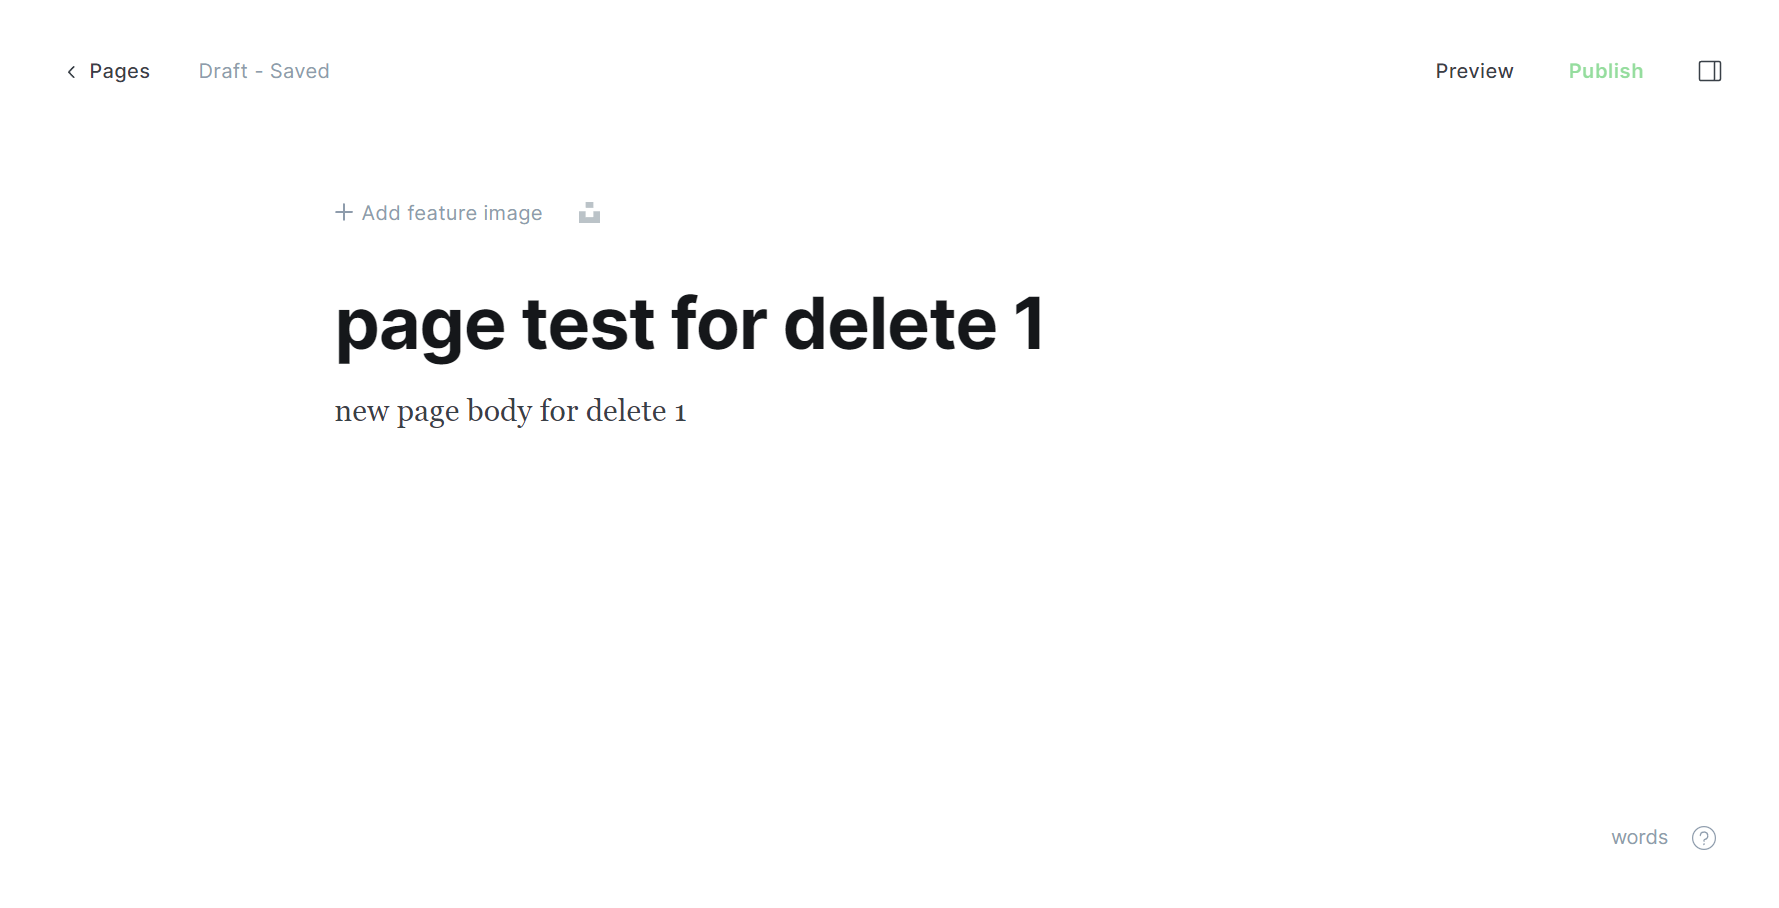 Pages Draft - Saved Preview Publish
Add feature image
page test for delete 1
new page body for delete 1
words ?